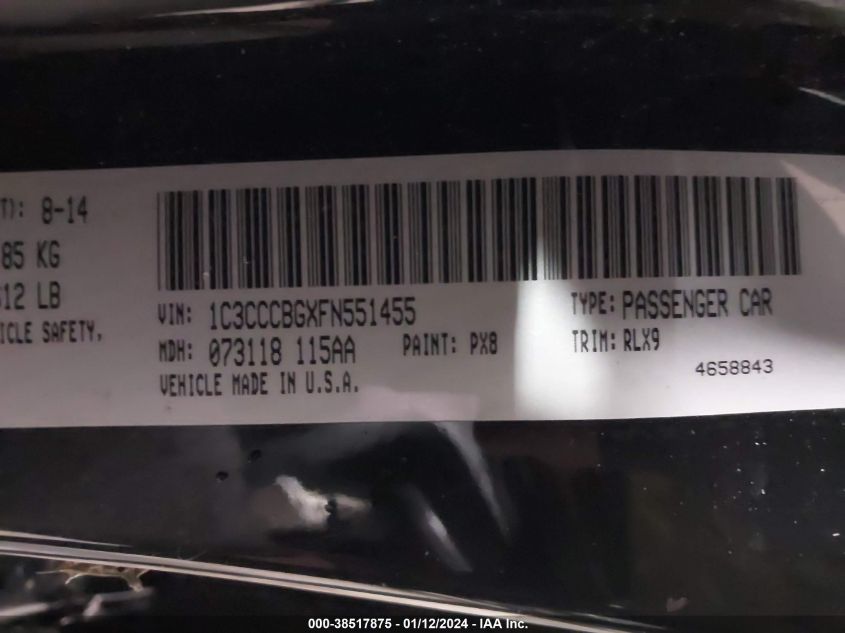 T): 8-14
85 KG
612 LB
ICLE SAFETY.
VIN: 1C3CCCBGXFN551455 TYPE: PASSENGER CAR
MDH: 073118 115AA PAINT: PX8 TRIM: RLX9
VEHICLE MADE IN U.S.A. 4658843
000-38517875 - 01/12/2024 - IAA Inc.